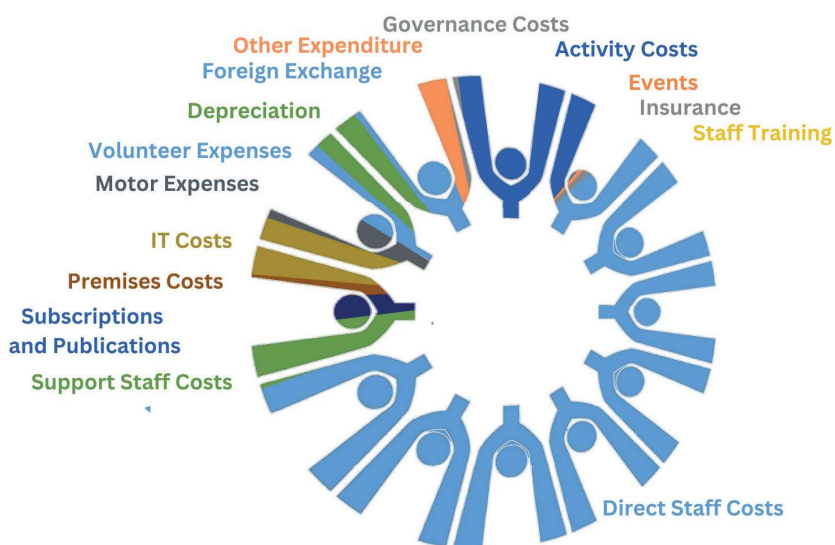 Governance Costs
Other Expenditure
Activity Costs
Foreign Exchange
Events
Depreciation
Insurance
Staff Training
Volunteer Expenses
Motor Expenses
IT Costs
Premises Costs
Subscriptions
and Publications
Support Staff Costs
Direct Staff Costs